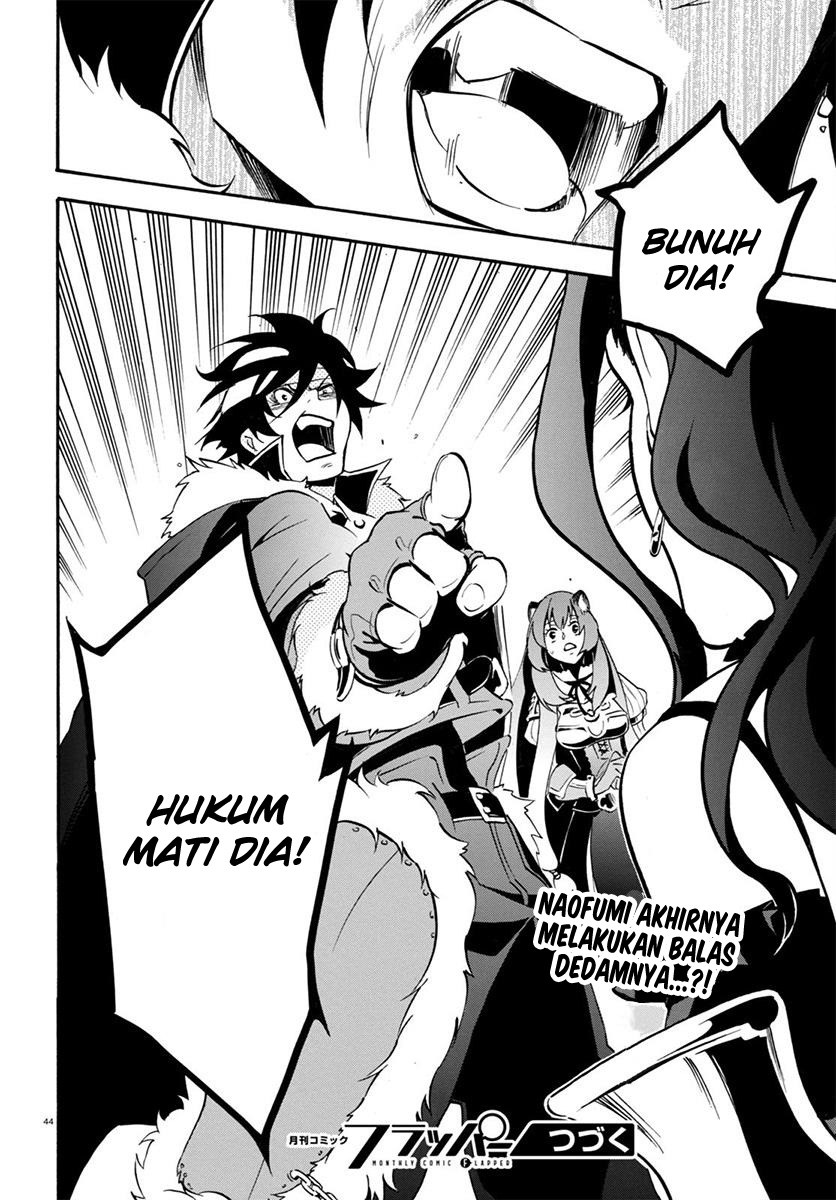 BUNUH
DIA!
HUKUM
MATI DIA!
NAOFUMI AKHIRNYA
MELAKUKAN BALAS
DEDAMNYA...?!
44
月刊コミック
フラッパー
つづく
MONTHLY COMIC FLAPPER